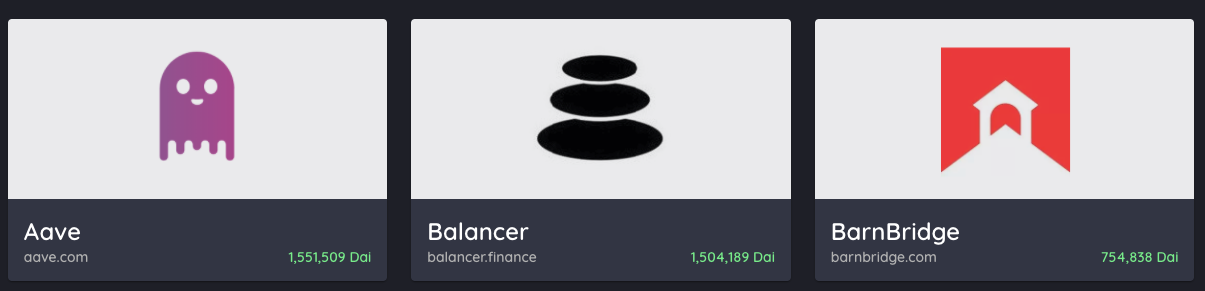 Aave
aave.com 1,551,509 Dai
Balancer
balancer.finance 1,504,189 Dai
BarnBridge
barnbridge.com 754,838 Dai